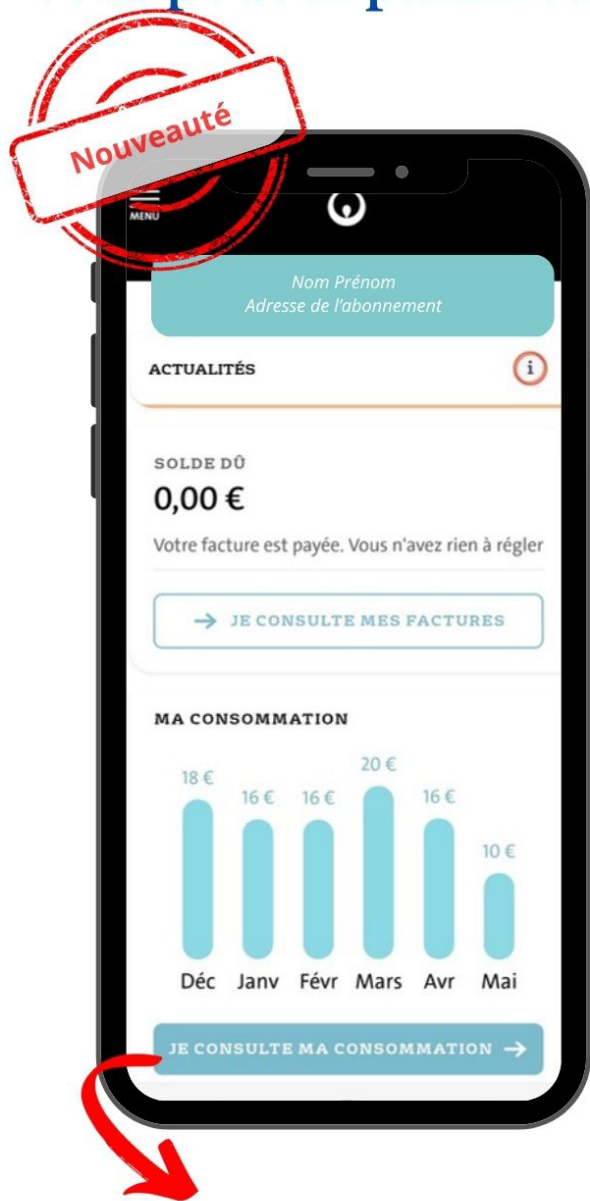 Nouveauté
MENU
Nom Prénom
Adresse de l'abonnement
ACTUALITÉS
i
SOLDE DÛ
0,00 €
Votre facture est payée. Vous n'avez rien à régler
→ JE CONSULTE MES FACTURES
MA CONSOMMATION
18 € 16 € 16 € 20 € 16 € 10 €
Déc Janv Févr Mars Avr Mai
JE CONSULTE MA CONSOMMATION →